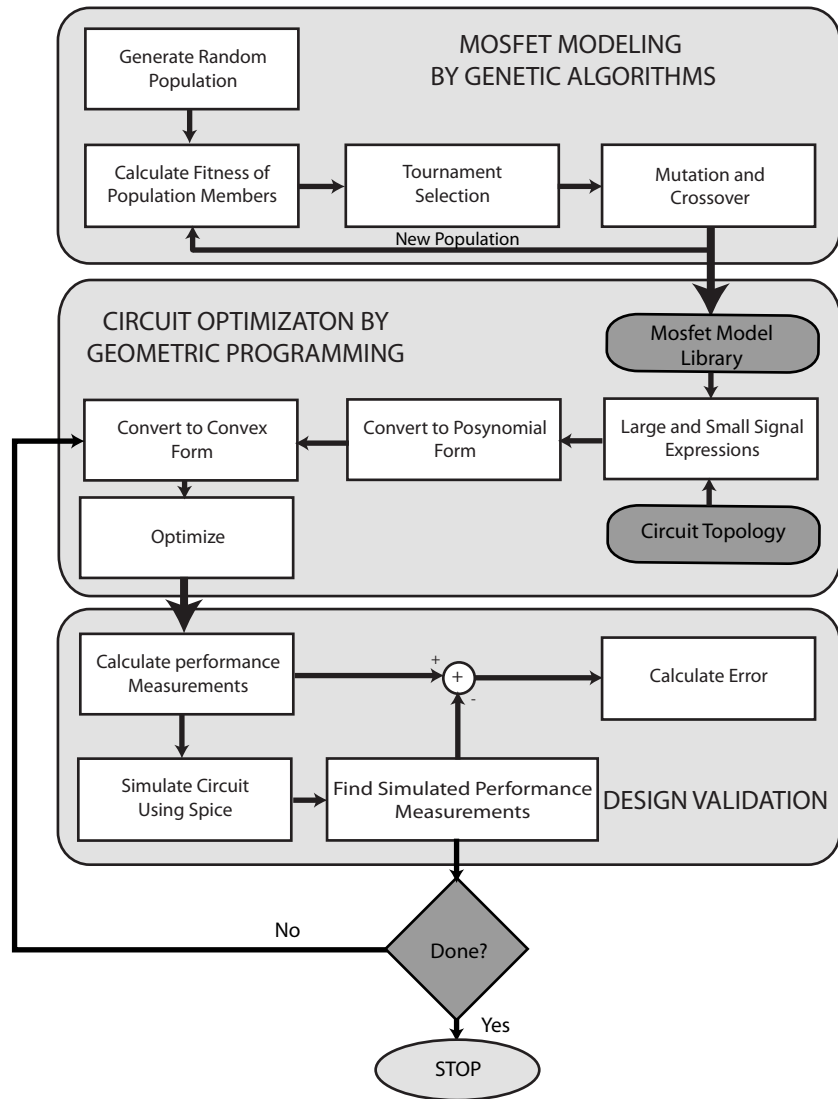 MOSFET MODELING
BY GENETIC ALGORITHMS
Generate Random
Population
Calculate Fitness of
Population Members
Tournament
Selection
Mutation and
Crossover
New Population
CIRCUIT OPTIMIZATON BY
GEOMETRIC PROGRAMMING
Mosfet Model
Library
Convert to Convex
Form
Convert to Posynomial
Form
Large and Small Signal
Expressions
Optimize
Circuit Topology
Calculate performance
Measurements
+
+
-
Calculate Error
Simulate Circuit
Using Spice
Find Simulated Performance
Measurements
DESIGN VALIDATION
No
Done?
Yes
STOP